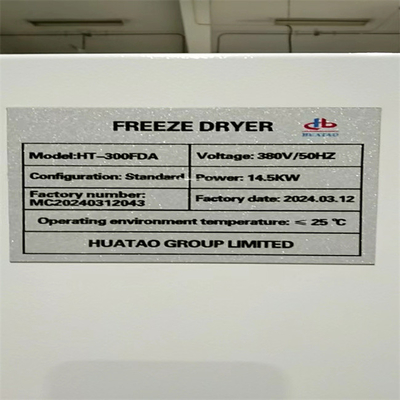 FREEZE DRYER
HUATAO
Model:HT-300FDA
Voltage: 380V/50HZ
Configuration: Standard
Power: 14.5KW
Factory number:
MC20240312043
Factory date: 2024.03.12
Operating environment temperature: ≤ 25 ℃
HUATAO GROUP LIMITED